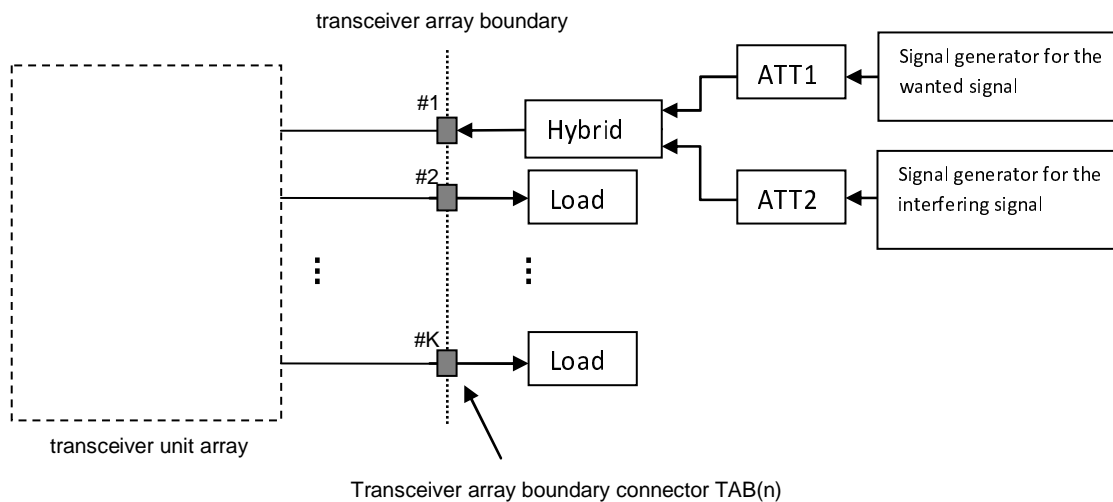 transceiver array boundary
#1
Hybrid
ATT1
Signal generator for the
wanted signal
#2
Load
ATT2
Signal generator for the
interfering signal
#K
Load
transceiver unit array
Transceiver array boundary connector TAB(n)